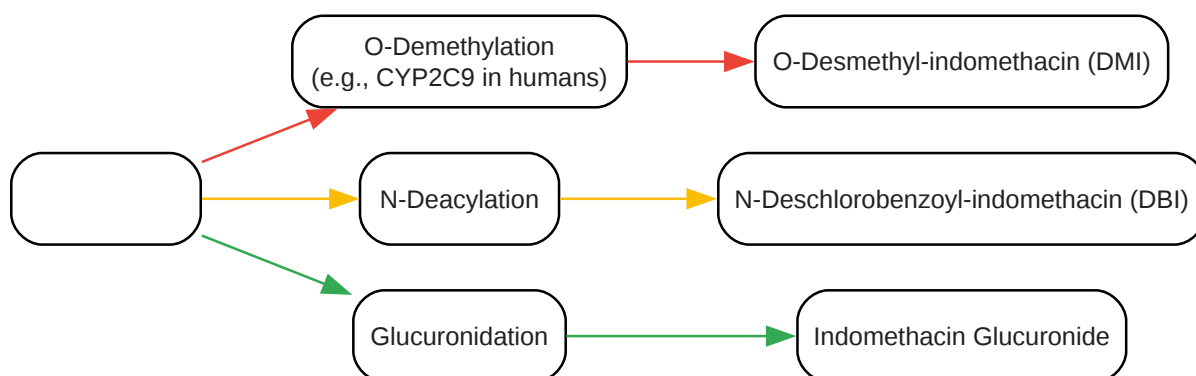 O-Demethylation
(e.g., CYP2C9 in humans)
O-Desmethyl-indomethacin (DMI)
N-Deacylation
N-Deschlorobenzoyl-indomethacin (DBI)
Glucuronidation
Indomethacin Glucuronide